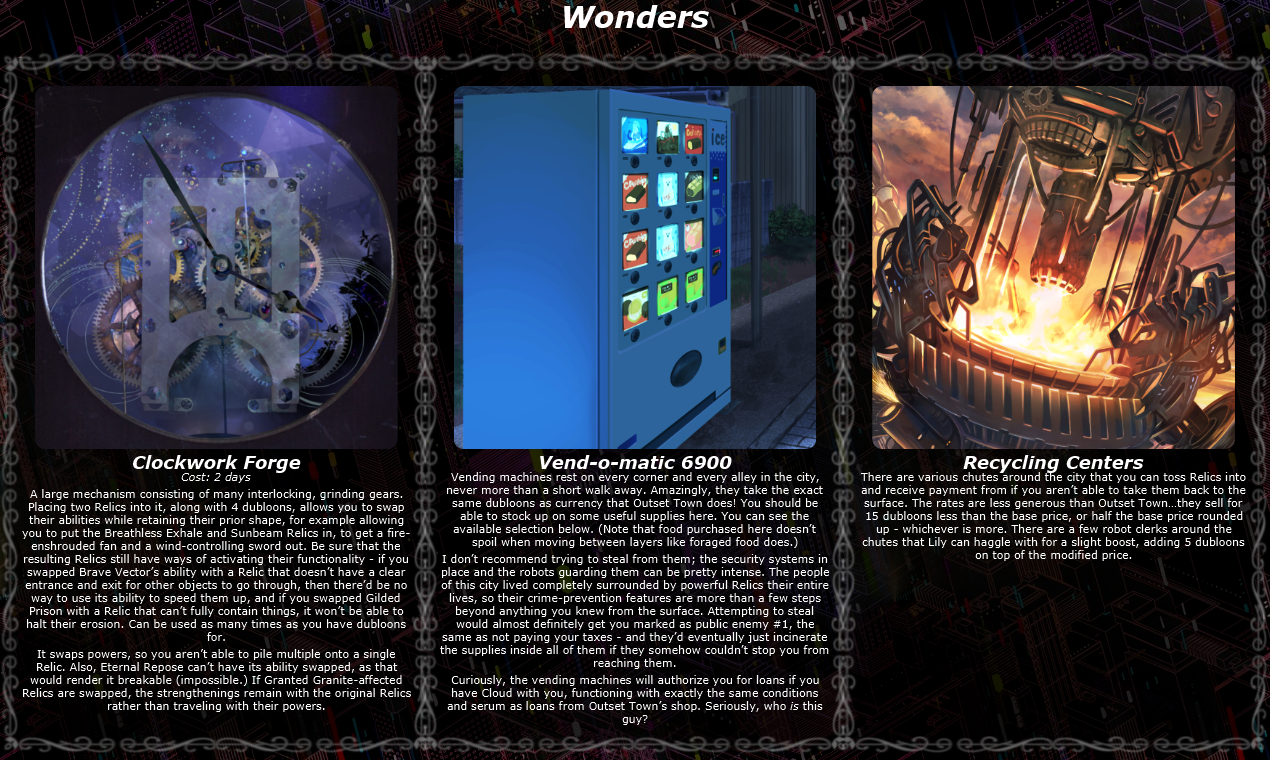 Wonders
ice
Clockwork Forge
Cost: 2 days
A large mechanism consisting of many interlocking, grinding gears.
Placing two Relics into it, along with 4 dubloons, allows you to swap
their abilities while retaining their prior shape, for example allowing
you to put the Breathless Exhale and Sunbeam Relics in, to get a fire-
enshrouded fan and a wind-controlling sword out. Be sure that the
resulting Relics still have ways of activating their functionality - if you
swapped Brave Vector's ability with a Relic that doesn't have a clear
entrance and exit for other objects to go through, then there'd be no
way to use its ability to speed them up, and if you swapped Gilded
Prison with a Relic that can't fully contain things, it won't be able to
halt their erosion. Can be used as many times as you have dubloons
for.
It swaps powers, so you aren't able to pile multiple onto a single
Relic. Also, Eternal Repose can't have its ability swapped, as that
would render it breakable (impossible.) If Granted Granite-affected
Relics are swapped, the strengthenings remain with the original Relics
rather than traveling with their powers.
Vend-o-matic 6900
Vending machines rest on every corner and every alley in the city,
never more than a short walk away. Amazingly, they take the exact
same dubloons as currency that Outset Town does! You should be
able to stock up on some useful supplies here. You can see the
available selection below. (Note that food purchased here doesn't
spoil when moving between layers like foraged food does.)
I don't recommend trying to steal from them; the security systems in
place and the robots guarding them can be pretty intense. The people
of this city lived completely surrounded by powerful Relics their entire
lives, so their crime-prevention features are more than a few steps
beyond anything you knew from the surface. Attempting to steal
would almost definitely get you marked as public enemy #1, the
same as not paying your taxes - and they'd eventually just incinerate
the supplies inside all of them if they somehow couldn't stop you from
reaching them.
Curiously, the vending machines will authorize you for loans if you
have Cloud with you, functioning with exactly the same conditions
and serum as loans from Outset Town's shop. Seriously, who is this
guy?
Recycling Centers
There are various chutes around the city that you can toss Relics into
and receive payment from if you aren't able to take them back to the
surface. The rates are less generous than Outset Town...they sell for
15 dubloons less than the base price, or half the base price rounded
up - whichever is more. There are a few robot clerks around the
chutes that Lily can haggle with for a slight boost, adding 5 dubloons
on top of the modified price.